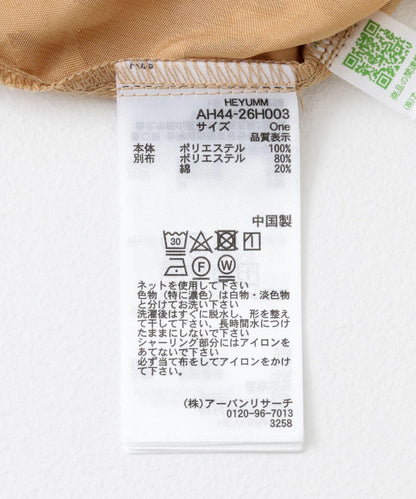 HEYUMM
AH44-26H003
サイズ One
品質表示
本体 ポリエステル 100%
別布 ポリエステル 80%
綿 20%
中国製
30
F W
ネットを使用して下さい
色物(特に濃色)は白物・淡色物
と分けてお洗い下さい
洗濯後はすぐに脱水し、形を整え
て干して下さい、長時間水につけ
たままにしないで下さい
シャーリング部分にはアイロンを
あてないで下さい
必ず当て布をしてアイロンをかけ
て下さい
(株)アーバンリサーチ
0120-96-7013
3258